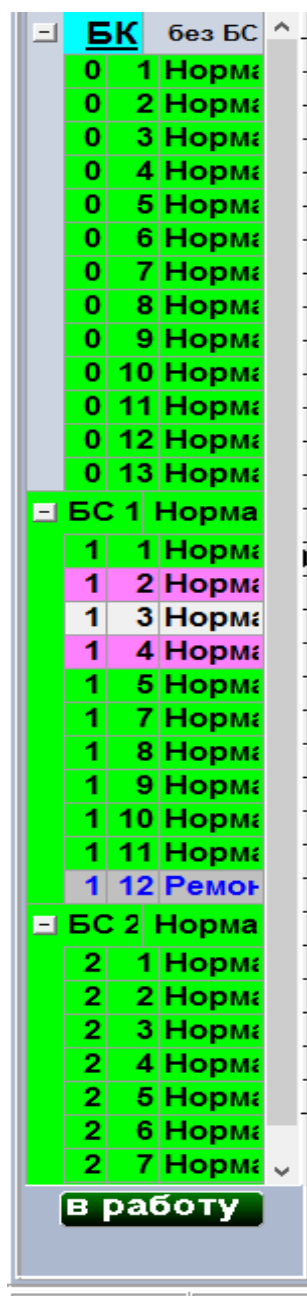 БК без БС
0 1 Норма
0 2 Норма
0 3 Норма
0 4 Норма
0 5 Норма
0 6 Норма
0 7 Норма
0 8 Норма
0 9 Норма
0 10 Норма
0 11 Норма
0 12 Норма
0 13 Норма
БС 1 Норма
1 1 Норма
1 2 Норма
1 3 Норма
1 4 Норма
1 5 Норма
1 7 Норма
1 8 Норма
1 9 Норма
1 10 Норма
1 11 Норма
1 12 Ремон
БС 2 Норма
2 1 Норма
2 2 Норма
2 3 Норма
2 4 Норма
2 5 Норма
2 6 Норма
2 7 Норма
в работу